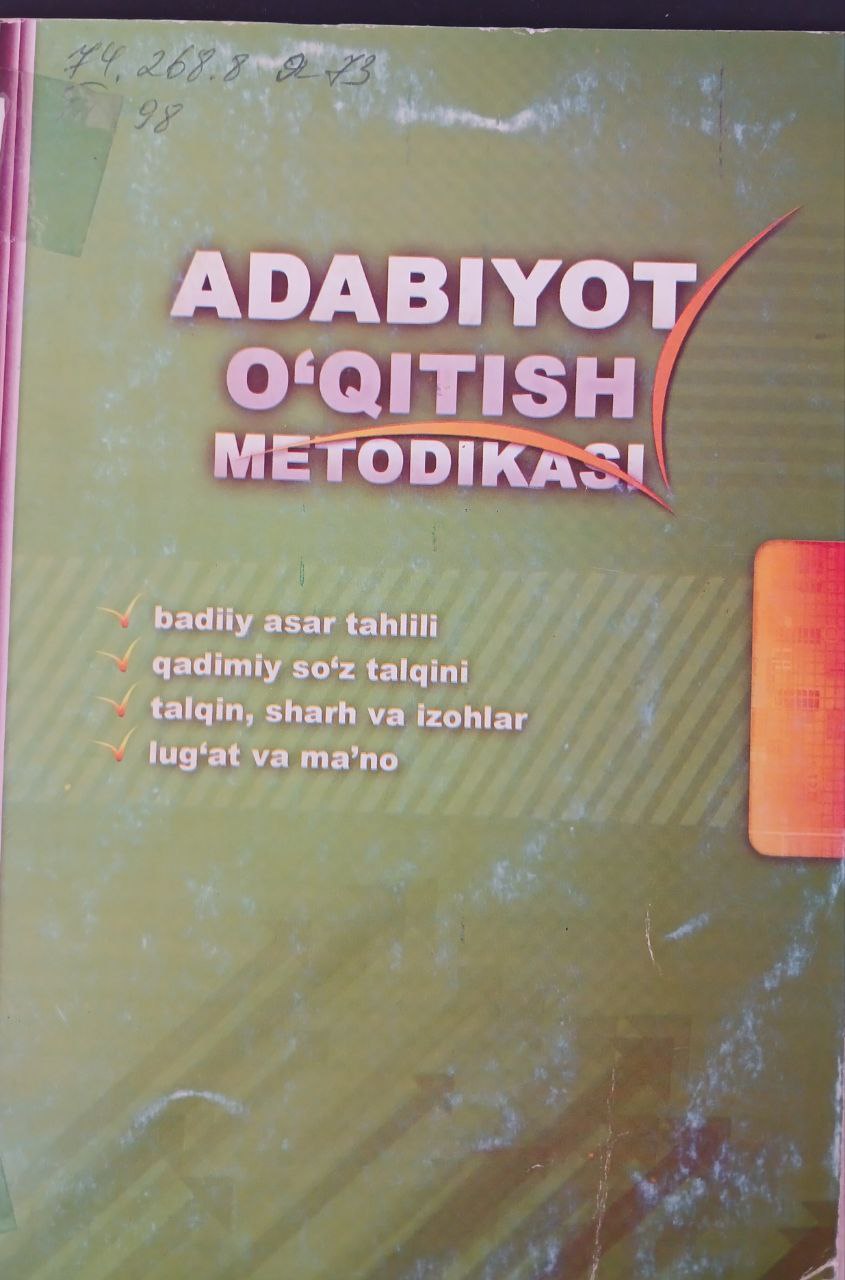 74. 268.8 я 73
98
ADABIYOT
O‘QITISH
METODIKASI
badiiy asar tahlili
qadimiy so‘z talqini
talqin, sharh va izohlar
lug‘at va ma’no